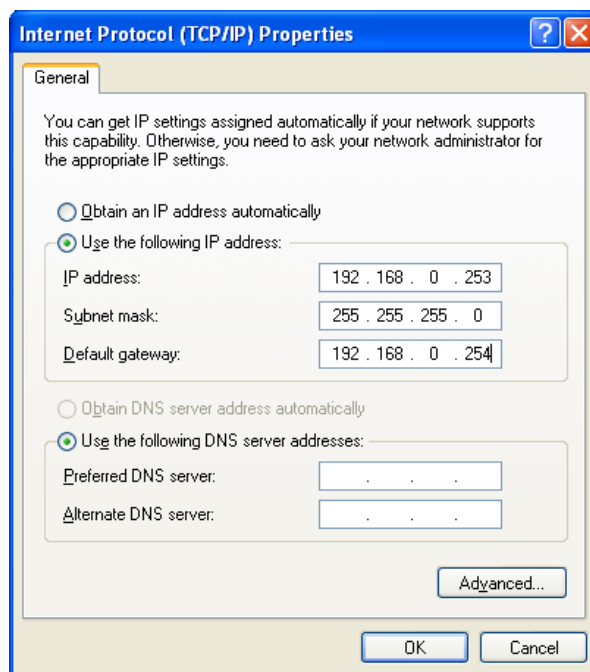 Internet Protocol (TCP/IP) Properties
General
You can get IP settings assigned automatically if your network supports
this capability. Otherwise, you need to ask your network administrator for
the appropriate IP settings.
Obtain an IP address automatically
Use the following IP address:
IP address: 192 . 168 . 0 . 253
Subnet mask: 255 . 255 . 255 . 0
Default gateway: 192 . 168 . 0 . 254
Obtain DNS server address automatically
Use the following DNS server addresses:
Preferred DNS server: . . .
Alternate DNS server: . . .
Advanced...
OK Cancel